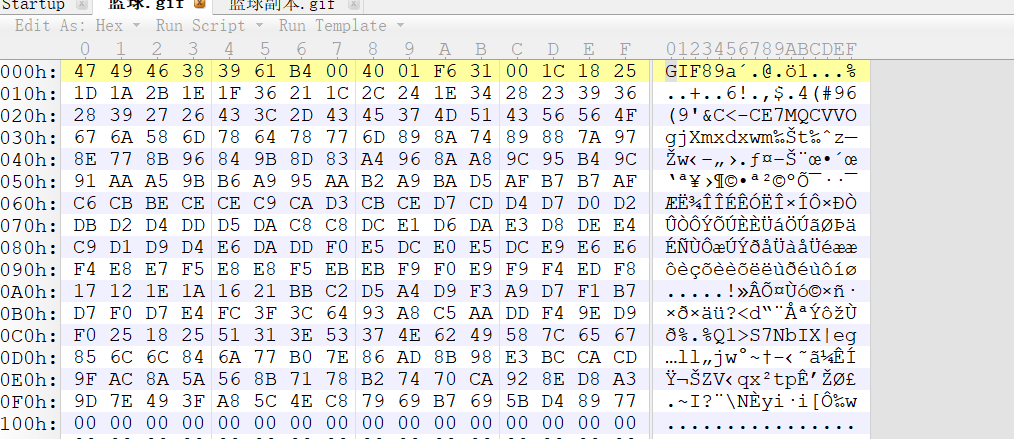 Startup 篮球.gif 篮球副本.gif
Edit As: Hex Run Script Run Template
0 1 2 3 4 5 6 7 8 9 A B C D E F 0123456789ABCDEF
000h: 47 49 46 38 39 61 B4 00 40 01 F6 31 00 1C 18 25 GIF89a´.@.ö1...%
010h: 1D 1A 2B 1E 1F 36 21 1C 2C 24 1E 34 28 23 39 36 ..+..6!.,$.4(#96
020h: 28 39 27 26 43 3C 2D 43 45 37 4D 51 43 56 56 4F (9'&C<-CE7MQCVVO
030h: 67 6A 58 6D 78 64 78 77 6D 89 8A 74 89 88 7A 97 gjXmxdxwm‰Št‰ˆz—
040h: 8E 77 8B 96 84 9B 8D 83 A4 96 8A A8 9C 95 B4 9C Žw‹–„›.ƒ¤–Š¨œ•´œ
050h: 91 AA A5 9B B6 A9 95 AA B2 A9 BA D5 AF B7 B7 AF ‘ª¥›¶©•ª²©ºÕ¯··¯
060h: C6 CB BE CE CE C9 CA D3 CB CE D7 CD D4 D7 D0 D2 ÆË¾ÎÎÉÊÓËÎ×ÍÔ×ÐÒ
070h: DB D2 D4 DD D5 DA C8 C8 DC E1 D6 DA E3 D8 DE E4 ÛÒÔÝÕÚÈÈÜáÖÚãØÞä
080h: C9 D1 D9 D4 E6 DA DD F0 E5 DC E0 E5 DC E9 E6 E6 ÉÑÙÔæÚÝðåÜàåÜéææ
090h: F4 E8 E7 F5 E8 E8 F5 EB EB F9 F0 E9 F9 F4 ED F8 ôèçõèèõëëùðéùôíø
0A0h: 17 12 1E 1A 16 21 BB C2 D5 A4 D9 F3 A9 D7 F1 B7 .....!»ÂÕ¤Ùó©×ñ·
0B0h: D7 F0 D7 E4 FC 3F 3C 64 93 A8 C5 AA DD F4 9E D9 ×ð×äü?<d“¨ÅªÝôžÙ
0C0h: F0 25 18 25 51 31 3E 53 37 4E 62 49 58 7C 65 67 ð%.%Q1>S7NbIX|eg
0D0h: 85 6C 6C 84 6A 77 B0 7E 86 AD 8B 98 E3 BC CA CD …ll„jw°~†­‹˜ã¼ÊÍ
0E0h: 9F AC 8A 5A 56 8B 71 78 B2 74 70 CA 92 8E D8 A3 Ÿ¬ŠZV‹qx²tpÊ’ŽØ£
0F0h: 9D 7E 49 3F A8 5C 4E C8 79 69 B7 69 5B D4 89 77 .~I?¨\NÈyi·i[Ô‰w
100h: 00 00 00 00 00 00 00 00 00 00 00 00 00 00 00 00 ................